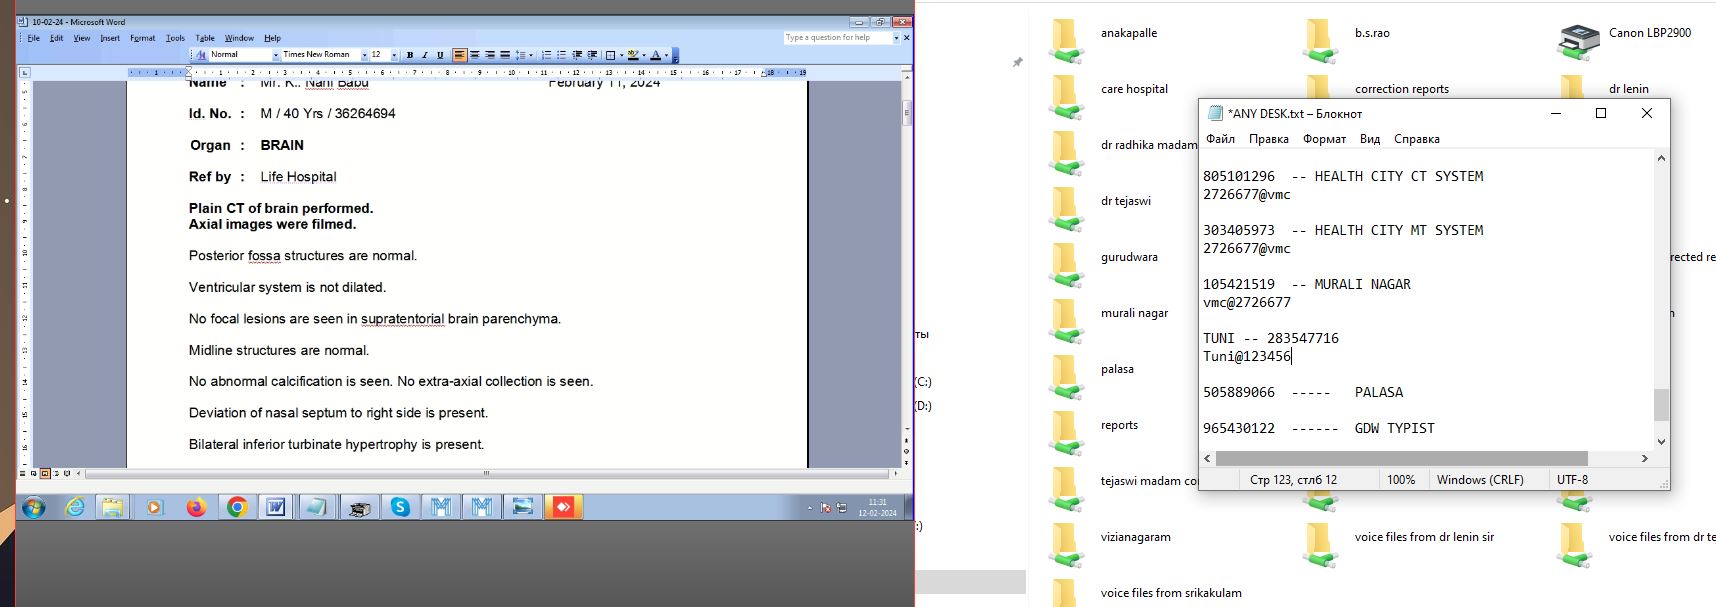 10-02-24 - Microsoft Word
File Edit View Insert Format Tools Table Window Help
Type a question for help
Normal Times New Roman 12 B I U
Name : Mr. K.. Nani Babu February 11, 2024
Id. No. : M / 40 Yrs / 36264694
Organ : BRAIN
Ref by : Life Hospital
Plain CT of brain performed.
Axial images were filmed.
Posterior fossa structures are normal.
Ventricular system is not dilated.
No focal lesions are seen in supratentorial brain parenchyma.
Midline structures are normal.
No abnormal calcification is seen. No extra-axial collection is seen.
Deviation of nasal septum to right side is present.
Bilateral inferior turbinate hypertrophy is present.
11:31
12-02-2024
ты
(C:)
(D:)
:)
anakapalle
b.s.rao
Canon LBP2900
care hospital
correction reports
dr lenin
dr radhika madam
dr tejaswi
gurudwara
rected re
murali nagar
palasa
reports
tejaswi madam co
vizianagaram
voice files from dr lenin sir
voice files from dr te
voice files from srikakulam
*ANY DESK.txt – Блокнот
Файл Правка Формат Вид Справка
805101296 -- HEALTH CITY CT SYSTEM
2726677@vmc
303405973 -- HEALTH CITY MT SYSTEM
2726677@vmc
105421519 -- MURALI NAGAR
vmc@2726677
TUNI -- 283547716
Tuni@123456
505889066 ----- PALASA
965430122 ------ GDW TYPIST
Стр 123, стлб 12 100% Windows (CRLF) UTF-8